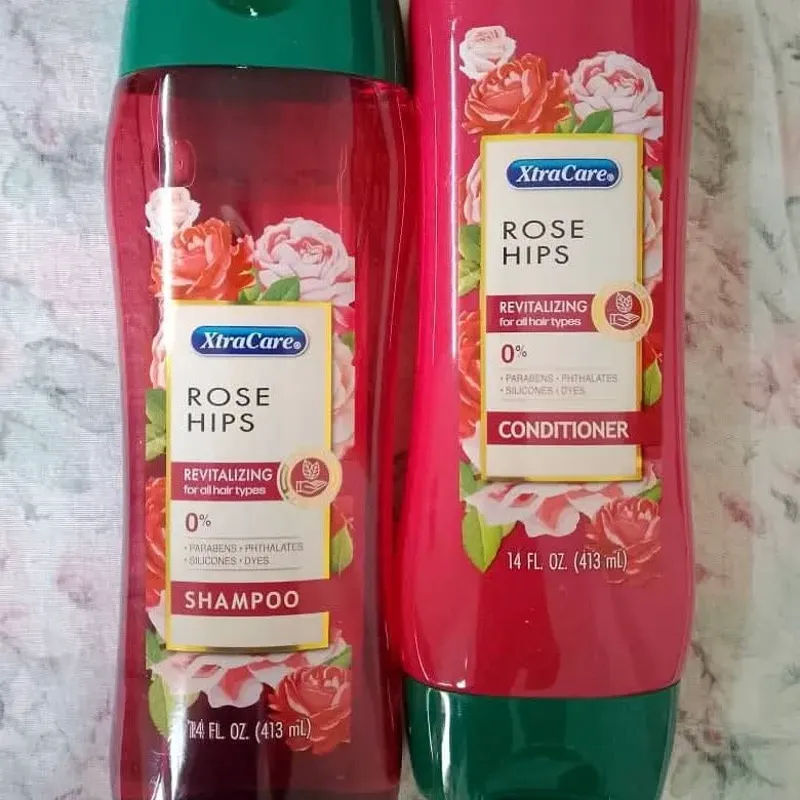 XtraCare®
ROSE
HIPS
REVITALIZING
for all hair types
0%
• PARABENS • PHTHALATES
• SILICONES • DYES
SHAMPOO
14 FL. OZ. (413 mL)
XtraCare®
ROSE
HIPS
REVITALIZING
for all hair types
0%
• PARABENS • PHTHALATES
• SILICONES • DYES
CONDITIONER
14 FL. OZ. (413 mL)